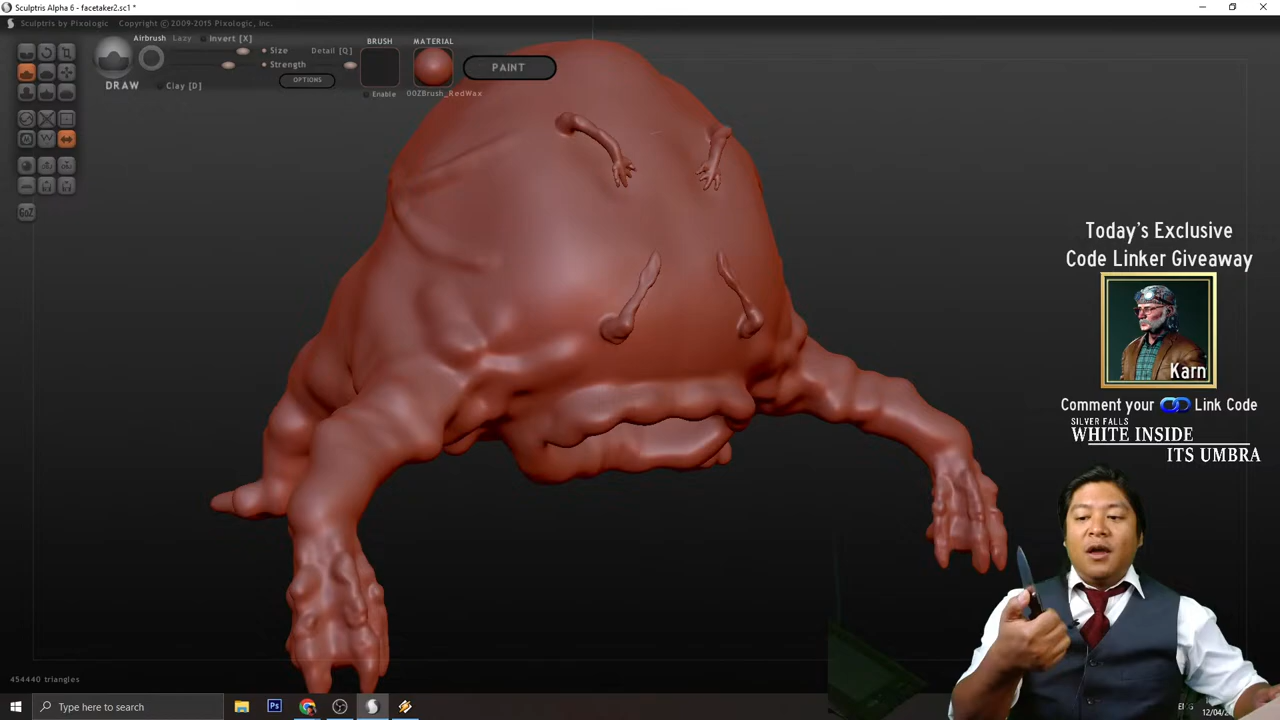 Sculptris Alpha 6 - facetaker2.sc1 *
Sculptris by Pixologic Copyright © 2009-2015 Pixologic, Inc.
Airbrush Lazy Invert [X]
Size Detail [Q]
Strength
OPTIONS
DRAW Clay [D]
BRUSH
Enable
MATERIAL
00ZBrush_RedWax
PAINT
GoZ
Today's Exclusive
Code Linker Giveaway
Karn
Comment your Link Code
SILVER FALLS
WHITE INSIDE
ITS UMBRA
454440 triangles
Type here to search
Ps